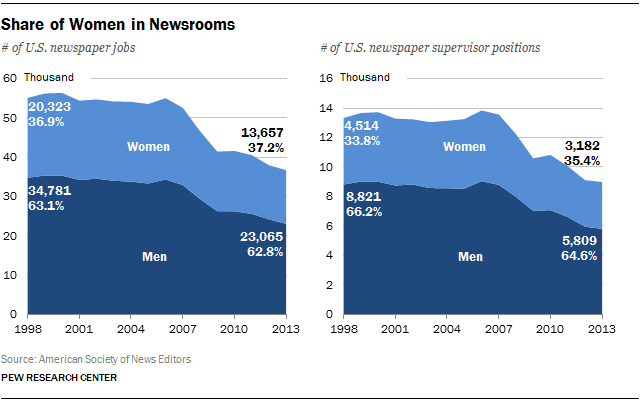 Share of Women in Newsrooms
# of U.S. newspaper jobs
60 Thousand
50
40
30
20
10
0
20,323
36.9%
13,657
37.2%
Women
34,781
63.1%
23,065
62.8%
Men
1998 2001 2004 2007 2010 2013
# of U.S. newspaper supervisor positions
16 Thousand
14
12
10
8
6
4
2
0
4,514
33.8%
3,182
35.4%
Women
8,821
66.2%
5,809
64.6%
Men
1998 2001 2004 2007 2010 2013
Source: American Society of News Editors
PEW RESEARCH CENTER